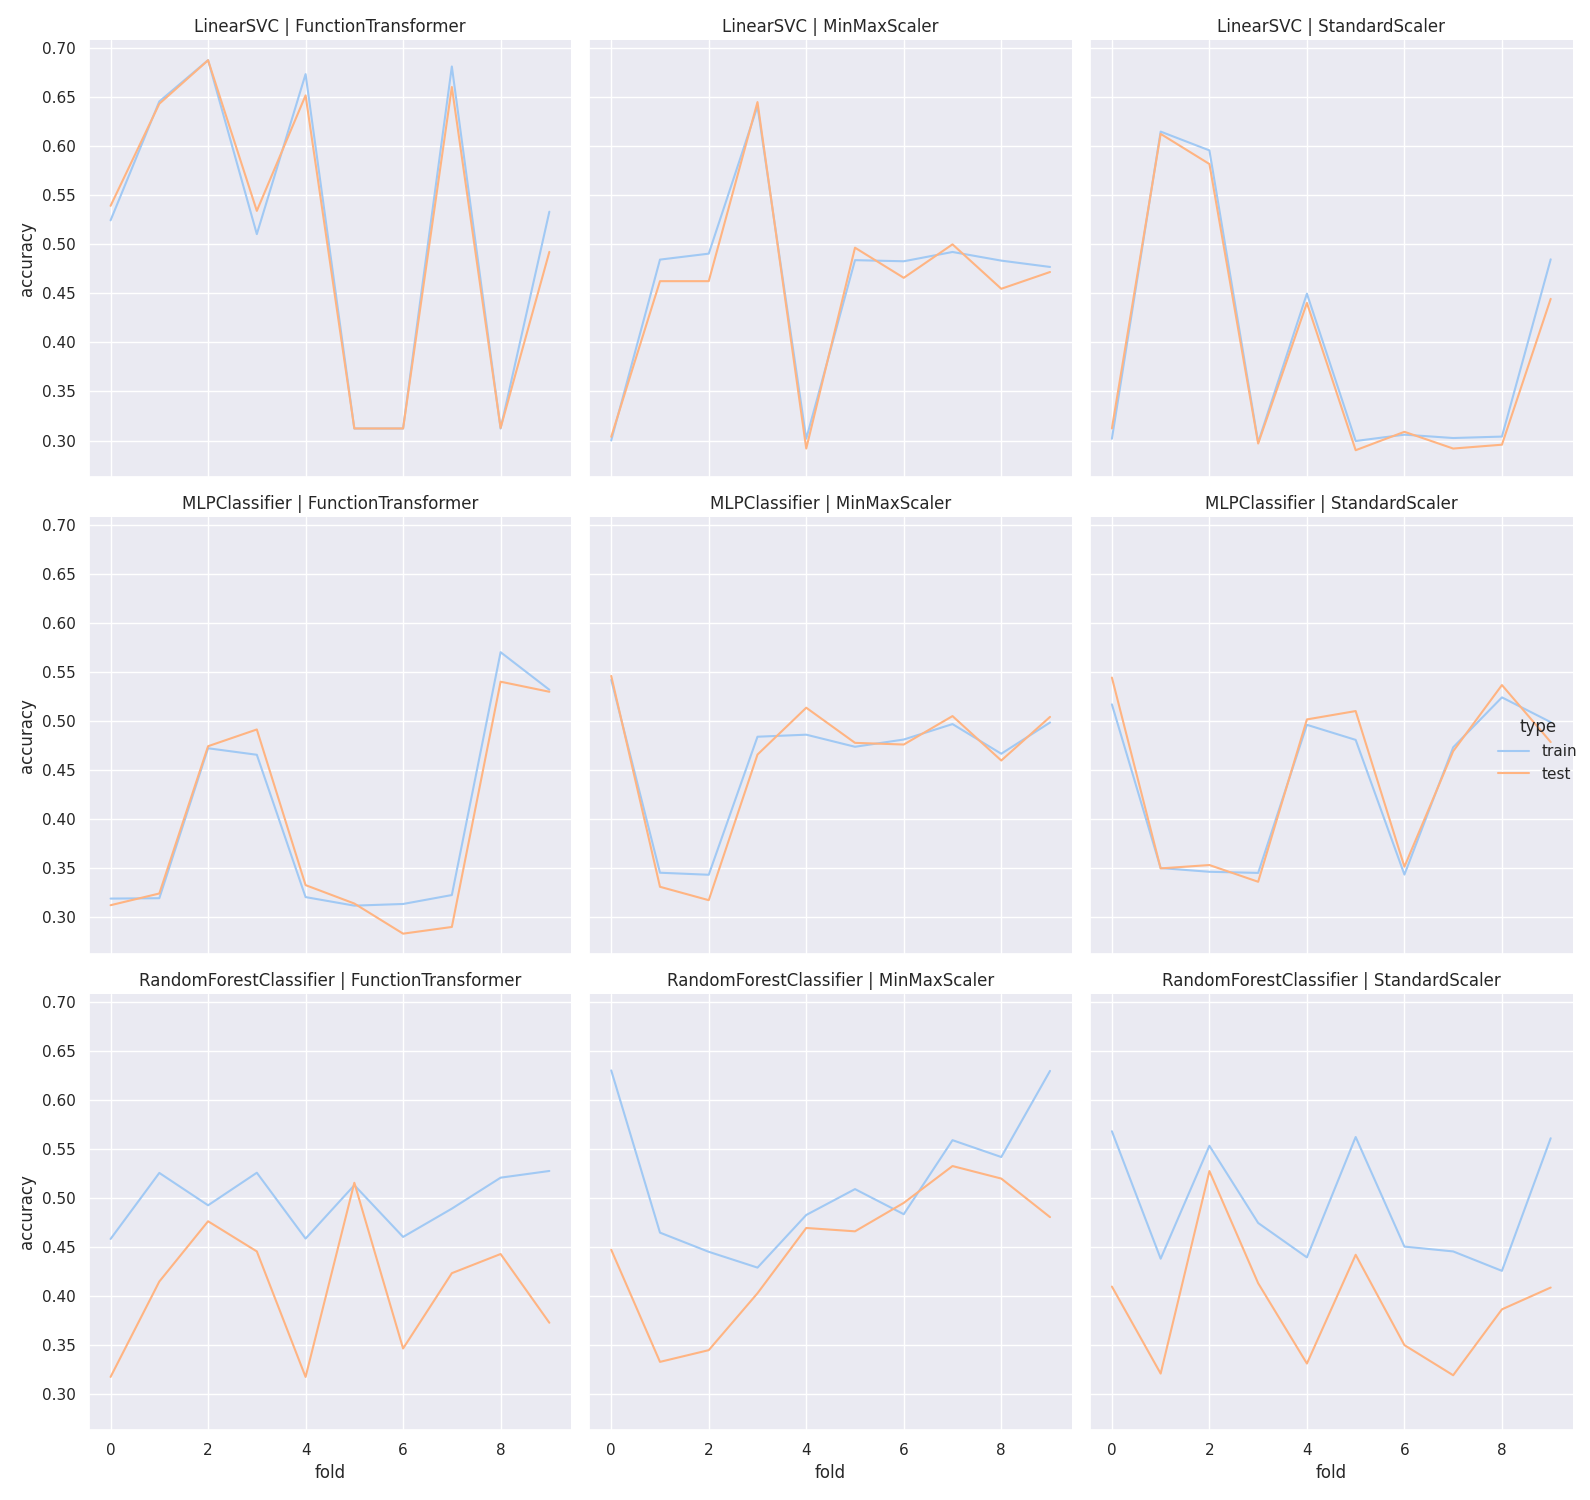 LinearSVC | FunctionTransformer
LinearSVC | MinMaxScaler
LinearSVC | StandardScaler
0.70
0.65
0.60
0.55
0.50
0.45
0.40
0.35
0.30
accuracy
MLPClassifier | FunctionTransformer
MLPClassifier | MinMaxScaler
MLPClassifier | StandardScaler
0.70
0.65
0.60
0.55
0.50
0.45
0.40
0.35
0.30
accuracy
type
train
test
RandomForestClassifier | FunctionTransformer
RandomForestClassifier | MinMaxScaler
RandomForestClassifier | StandardScaler
0.70
0.65
0.60
0.55
0.50
0.45
0.40
0.35
0.30
accuracy
0 2 4 6 8
0 2 4 6 8
0 2 4 6 8
fold
fold
fold